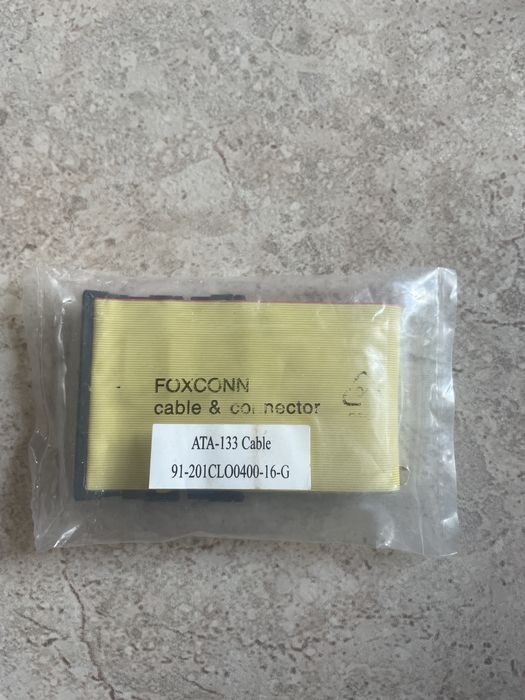 FOXCONN
cable & connector
ATA-133 Cable
91-201CLO0400-16-G